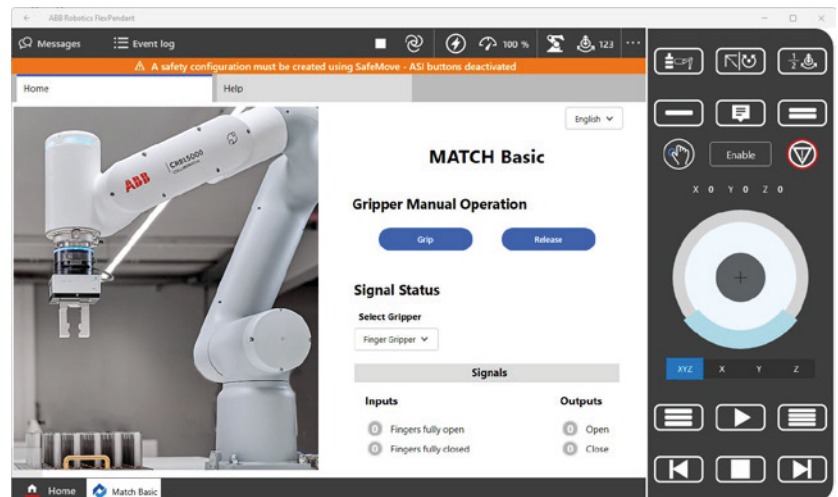 ABB Robotics FlexPendant
Messages Event log 100 % 123
A safety configuration must be created using SafeMove - ASI buttons deactivated
Home Help
English
MATCH Basic
Gripper Manual Operation
Grip Release
Signal Status
Select Gripper
Finger Gripper
Signals
Inputs Outputs
0 Fingers fully open 0 Open
0 Fingers fully closed 0 Close
ABB
CRB15000
COLLABORATIVE
Home Match Basic
1
2
Enable
X 0 Y 0 Z 0
XYZ X Y Z